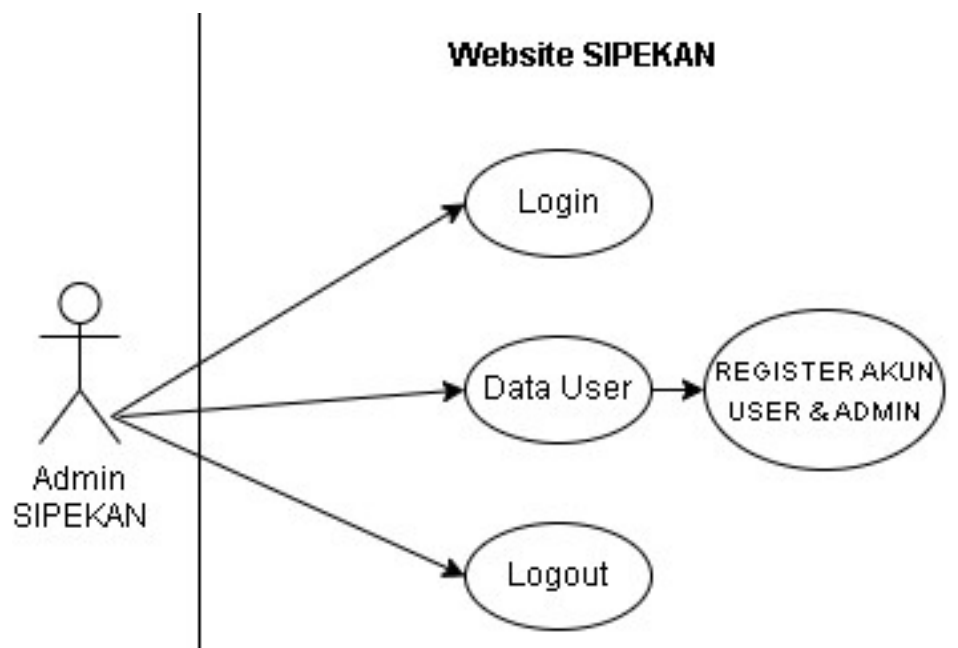 Website SIPEKAN
Login
Data User
REGISTER AKUN
USER & ADMIN
Admin
SIPEKAN
Logout